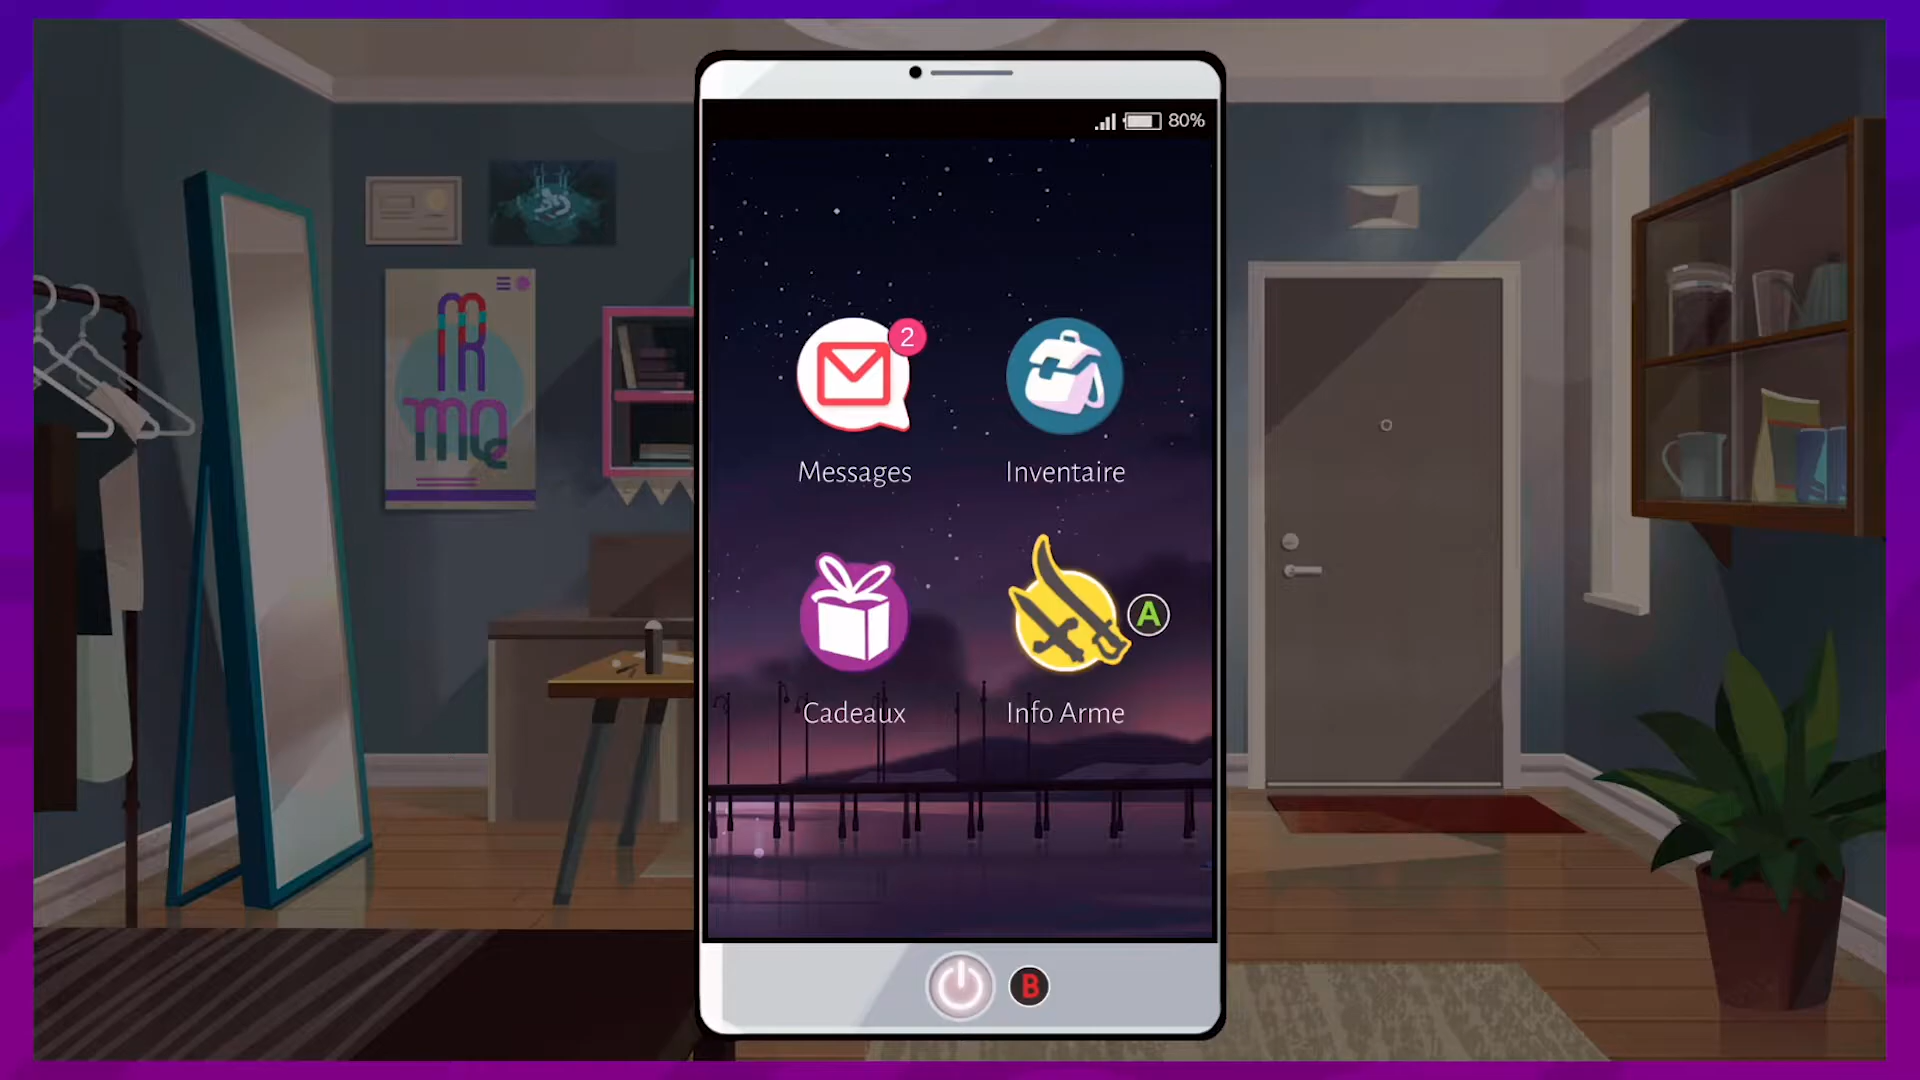 80%
2
Messages
Inventaire
A
Cadeaux
Info Arme
B